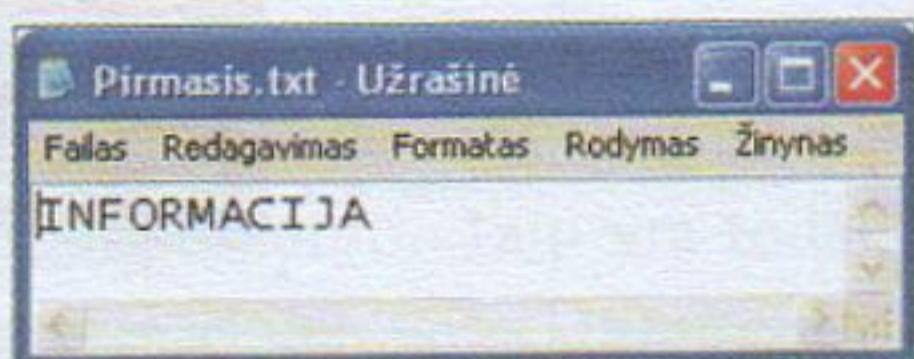 Pirmasis.txt - Užrašinė
Failas Redagavimas Formatas Rodymas Žinynas
INFORMACIJA